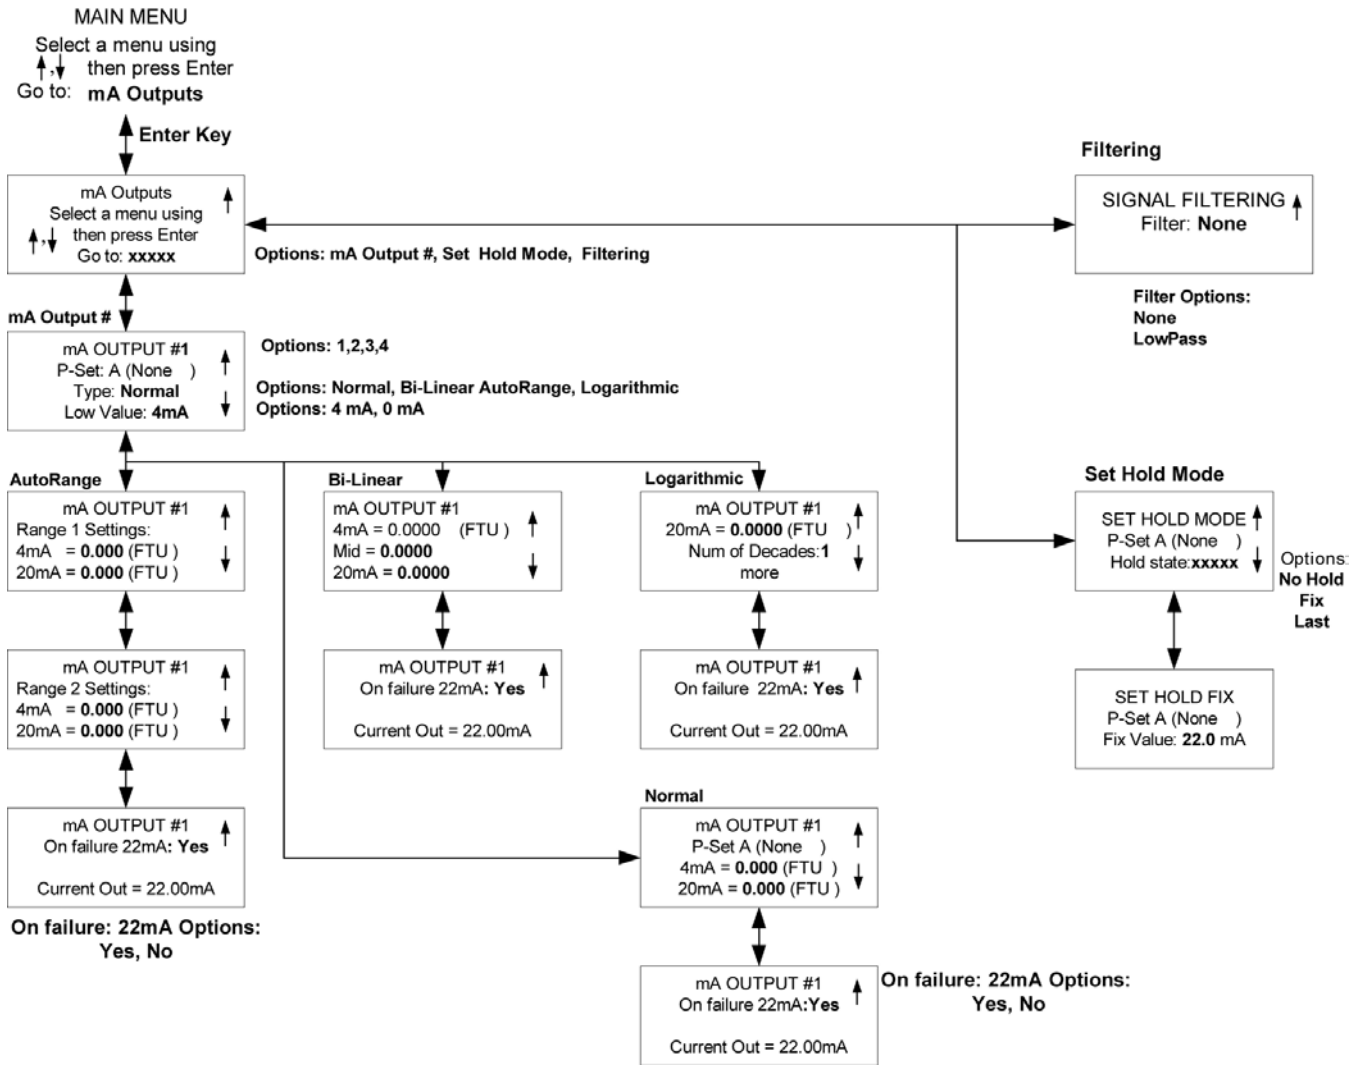 MAIN MENU
Select a menu using
then press Enter
Go to: mA Outputs
Enter Key
mA Outputs
Select a menu using
, then press Enter
Go to: xxxxx
Options: mA Output #, Set Hold Mode, Filtering
Filtering
SIGNAL FILTERING
Filter: None
Filter Options:
None
LowPass
mA Output #
mA OUTPUT #1
P-Set: A (None )
Type: Normal
Low Value: 4mA
Options: 1,2,3,4
Options: Normal, Bi-Linear AutoRange, Logarithmic
Options: 4 mA, 0 mA
AutoRange
mA OUTPUT #1
Range 1 Settings:
4mA = 0.000 (FTU )
20mA = 0.000 (FTU )
mA OUTPUT #1
Range 2 Settings:
4mA = 0.000 (FTU )
20mA = 0.000 (FTU )
mA OUTPUT #1
On failure 22mA: Yes
Current Out = 22.00mA
On failure: 22mA Options:
Yes, No
Bi-Linear
mA OUTPUT #1
4mA = 0.0000 (FTU )
Mid = 0.0000
20mA = 0.0000
mA OUTPUT #1
On failure 22mA: Yes
Current Out = 22.00mA
Logarithmic
mA OUTPUT #1
20mA = 0.0000 (FTU )
Num of Decades:1
more
mA OUTPUT #1
On failure 22mA: Yes
Current Out = 22.00mA
Normal
mA OUTPUT #1
P-Set A (None )
4mA = 0.000 (FTU )
20mA = 0.000 (FTU )
mA OUTPUT #1
On failure 22mA:Yes
Current Out = 22.00mA
On failure: 22mA Options:
Yes, No
Set Hold Mode
SET HOLD MODE
P-Set A (None )
Hold state:xxxxx
Options:
No Hold
Fix
Last
SET HOLD FIX
P-Set A (None )
Fix Value: 22.0 mA